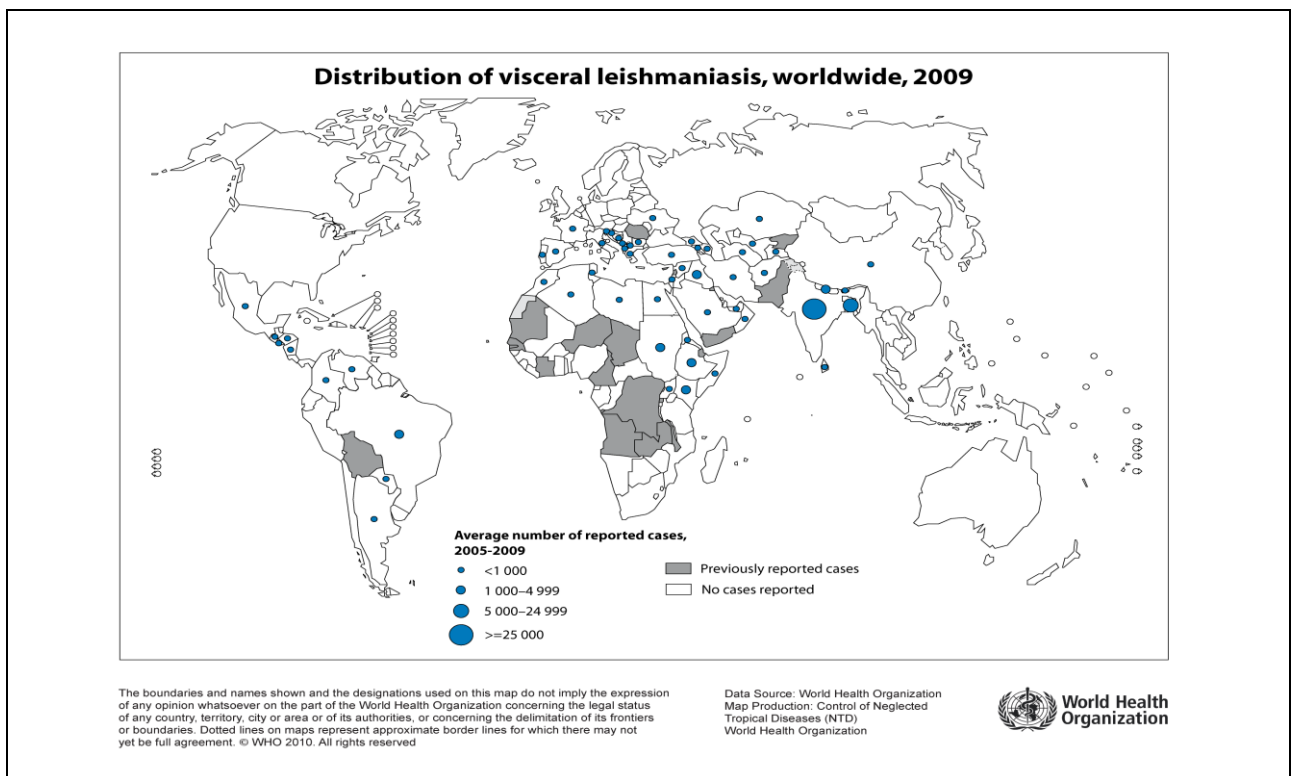 Distribution of visceral leishmaniasis, worldwide, 2009
Average number of reported cases,
2005-2009
<1 000
1 000–4 999
5 000–24 999
>=25 000
Previously reported cases
No cases reported
The boundaries and names shown and the designations used on this map do not imply the expression
of any opinion whatsoever on the part of the World Health Organization concerning the legal status
of any country, territory, city or area or of its authorities, or concerning the delimitation of its frontiers
or boundaries. Dotted lines on maps represent approximate border lines for which there may not
yet be full agreement. © WHO 2010. All rights reserved
Data Source: World Health Organization
Map Production: Control of Neglected
Tropical Diseases (NTD)
World Health Organization
World Health
Organization